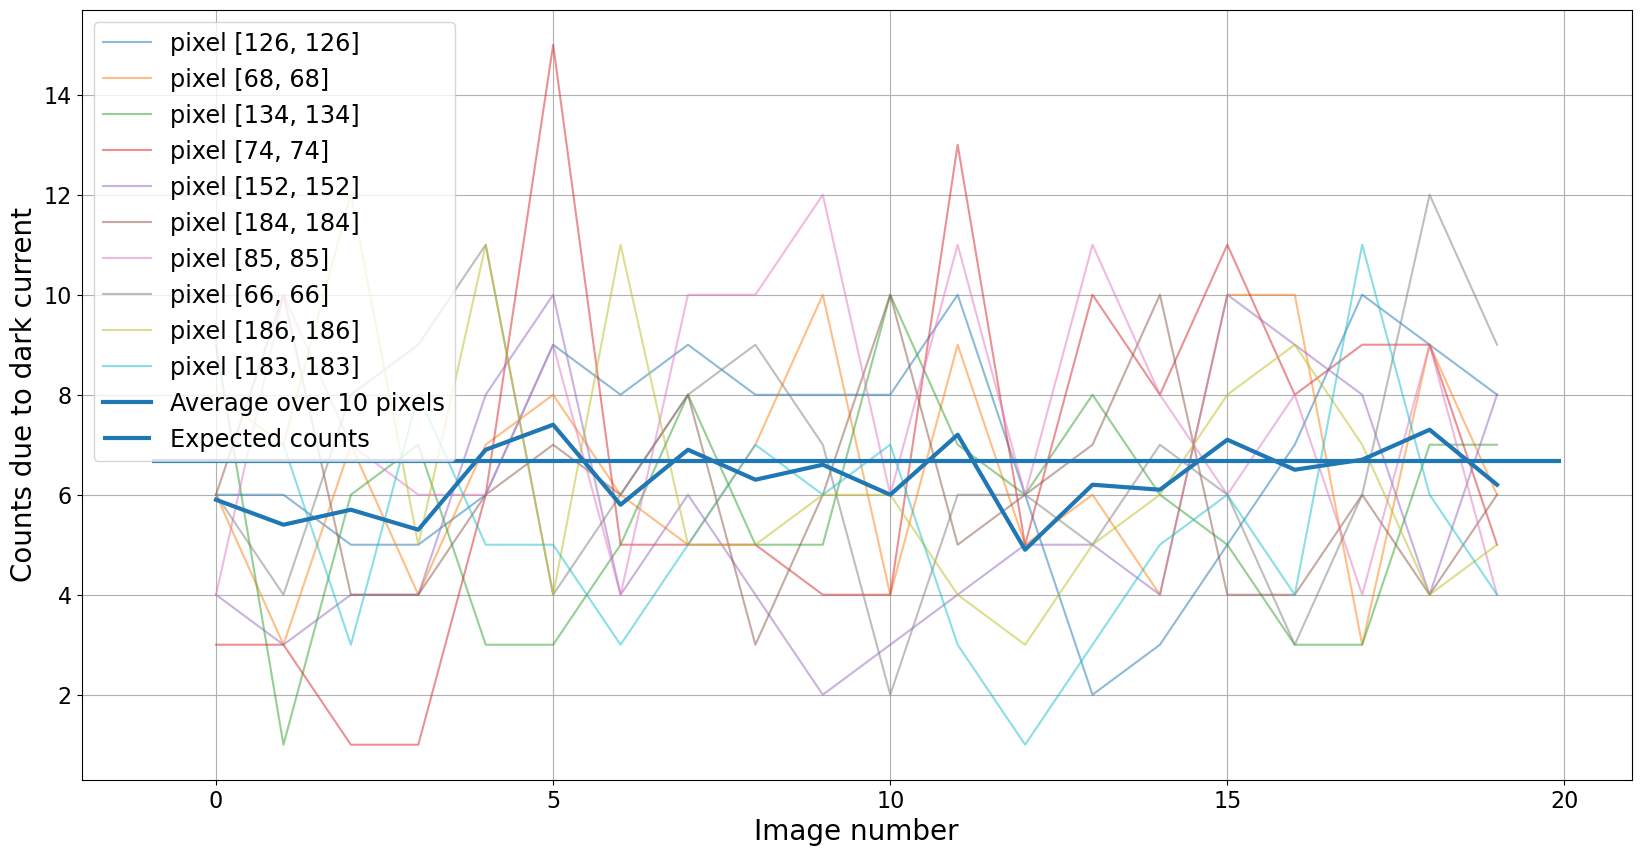 pixel [126, 126]
pixel [68, 68]
pixel [134, 134]
pixel [74, 74]
pixel [152, 152]
pixel [184, 184]
pixel [85, 85]
pixel [66, 66]
pixel [186, 186]
pixel [183, 183]
Average over 10 pixels
Expected counts
Counts due to dark current
14
12
10
8
6
4
2
0 5 10 15 20
Image number